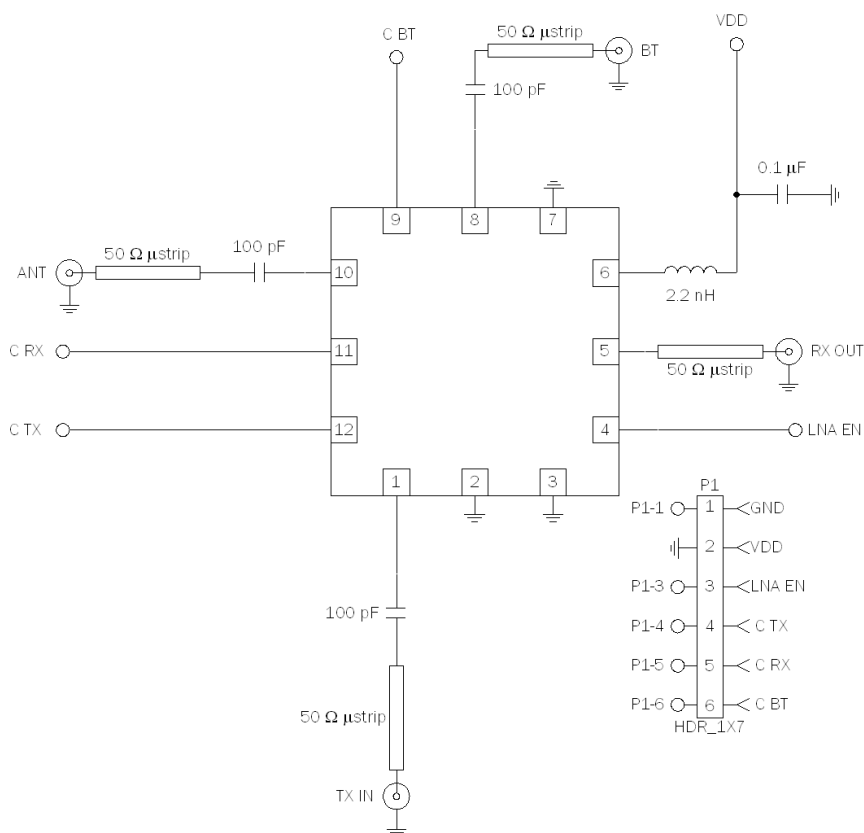 C BT
50 Ω μstrip
BT
VDD
100 pF
0.1 μF
9
8
7
ANT
50 Ω μstrip
100 pF
10
6
2.2 nH
C RX
11
5
50 Ω μstrip
RX OUT
C TX
12
4
LNA EN
1
2
3
P1
P1-1
1
GND
2
VDD
P1-3
3
LNA EN
P1-4
4
C TX
P1-5
5
C RX
P1-6
6
C BT
HDR_1X7
100 pF
50 Ω μstrip
TX IN